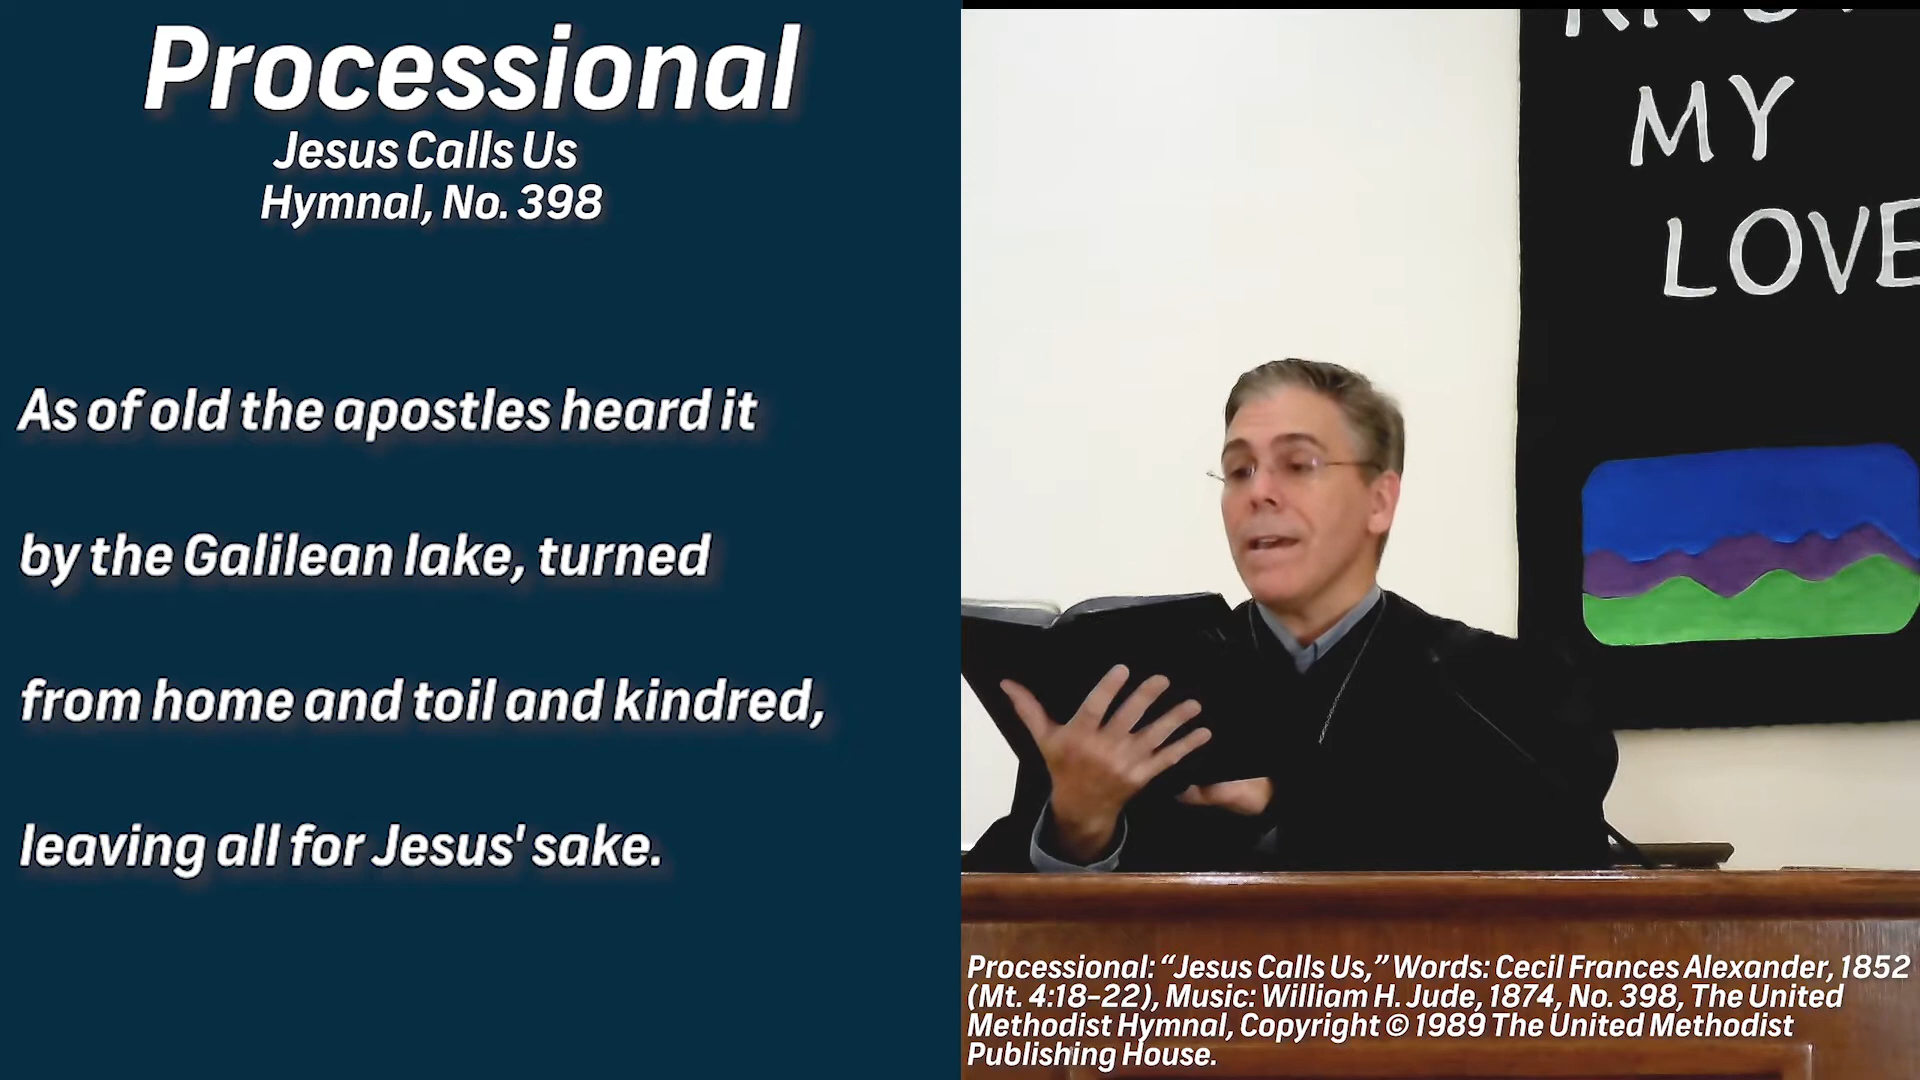 Processional
Jesus Calls Us
Hymnal, No. 398
As of old the apostles heard it
by the Galilean lake, turned
from home and toil and kindred,
leaving all for Jesus' sake.
MY
LOVE
Processional: “Jesus Calls Us,” Words: Cecil Frances Alexander, 1852
(Mt. 4:18–22), Music: William H. Jude, 1874, No. 398, The United
Methodist Hymnal, Copyright © 1989 The United Methodist
Publishing House.